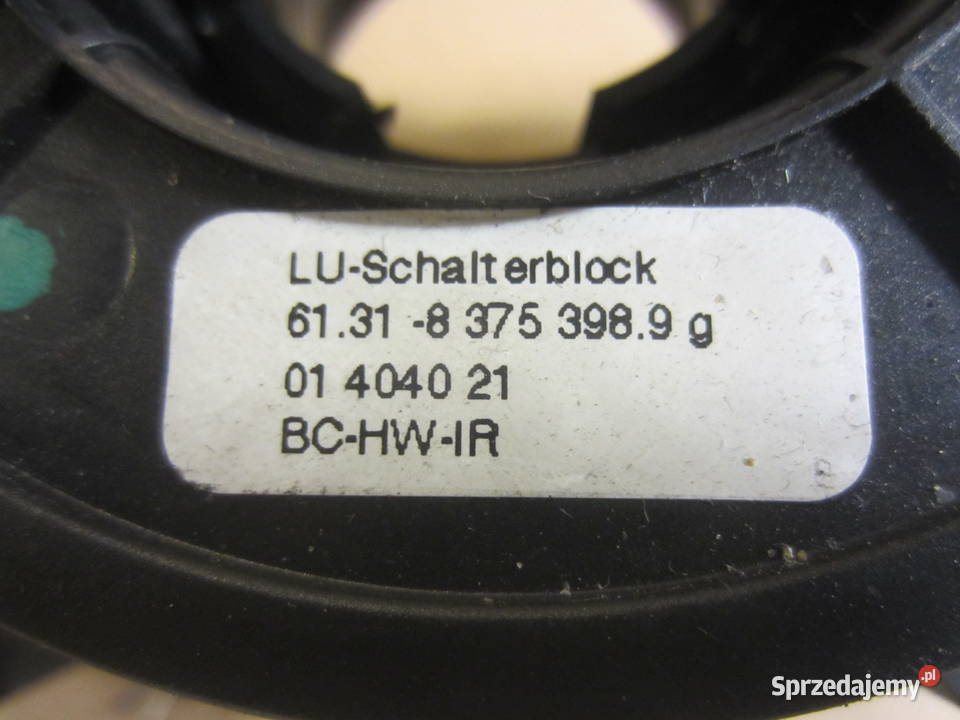 LU-Schalterblock
61.31 -8 375 398.9 g
01 4040 21
BC-HW-IR
Sprzedajemy.pl